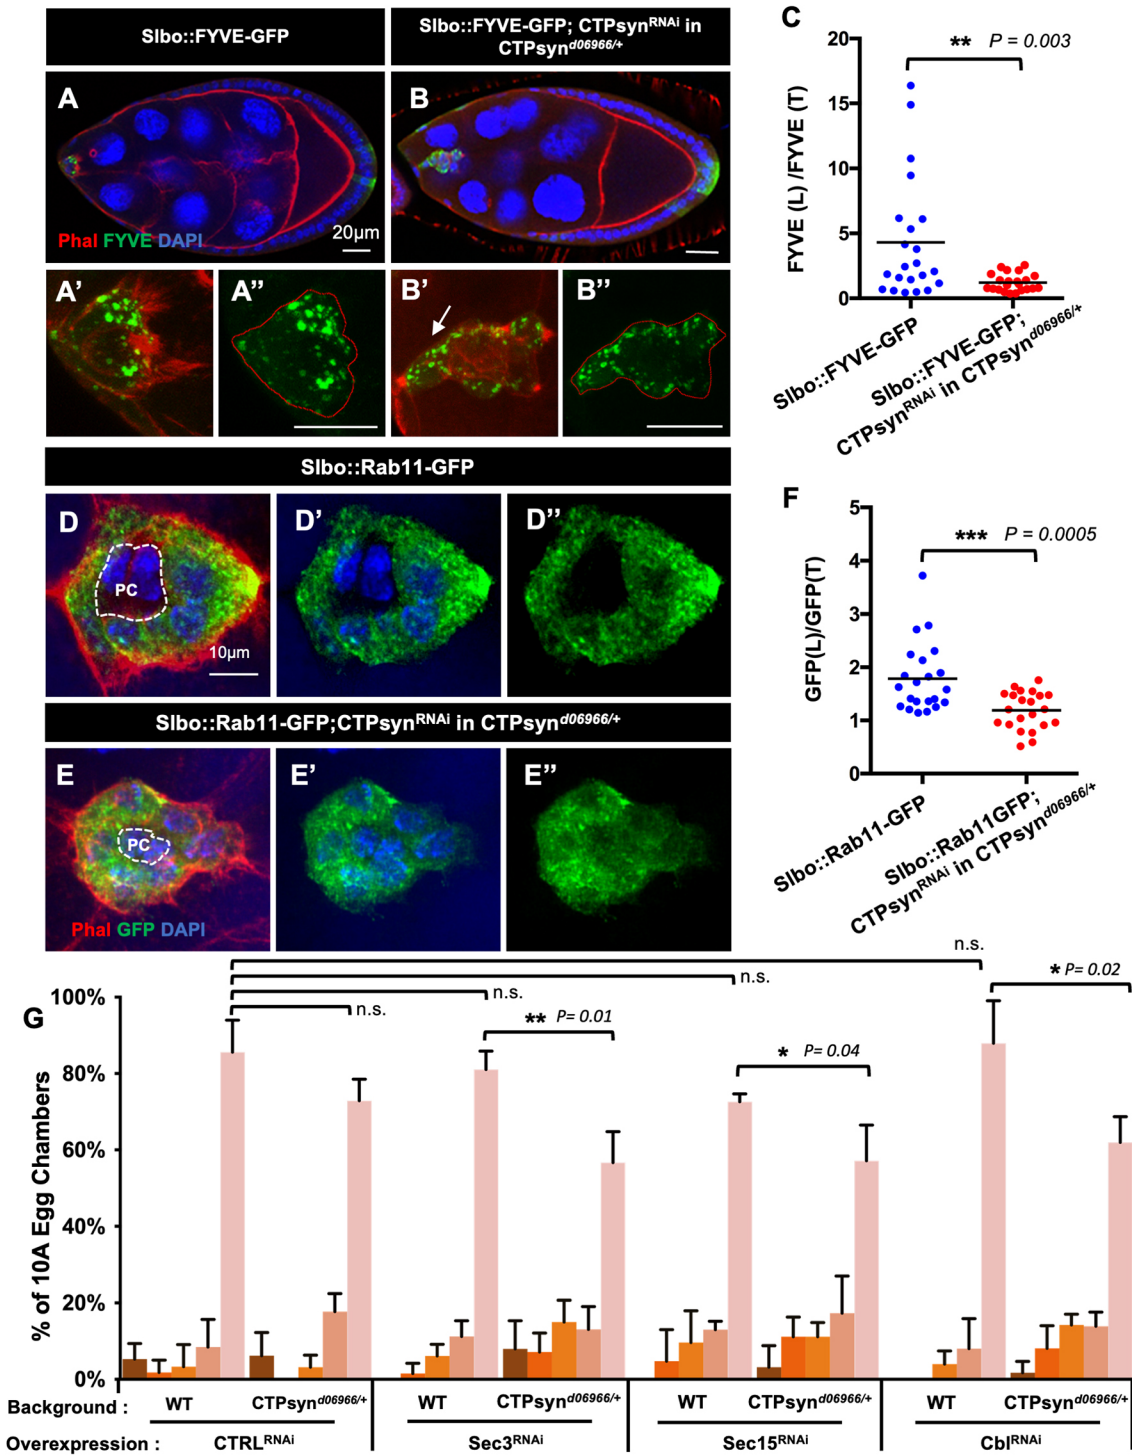 Slbo::FYVE-GFP
Slbo::FYVE-GFP; CTPsynRNAi in
CTPsynd06966/+
A
Phal FYVE DAPI
20μm
B
A’
A’’
B’
B’’
C
** P = 0.003
FYVE (L) /FYVE (T)
20
15
10
5
0
Slbo::FYVE-GFP
Slbo::FYVE-GFP;
CTPsynRNAi in CTPsynd06966/+
Slbo::Rab11-GFP
D
PC
10μm
D’
D’’
Slbo::Rab11-GFP;CTPsynRNAi in CTPsynd06966/+
E
PC
Phal GFP DAPI
E’
E’’
F
*** P = 0.0005
GFP(L)/GFP(T)
5
4
3
2
1
0
Slbo::Rab11-GFP
Slbo::Rab11GFP;
CTPsynRNAi in CTPsynd06966/+
G
n.s.
n.s.
n.s.
n.s.
** P= 0.01
* P= 0.04
* P= 0.02
% of 10A Egg Chambers
100%
80%
60%
40%
20%
0%
Background : WT CTPsynd06966/+ WT CTPsynd06966/+ WT CTPsynd06966/+ WT CTPsynd06966/+
Overexpression : CTRLRNAi Sec3RNAi Sec15RNAi CblRNAi